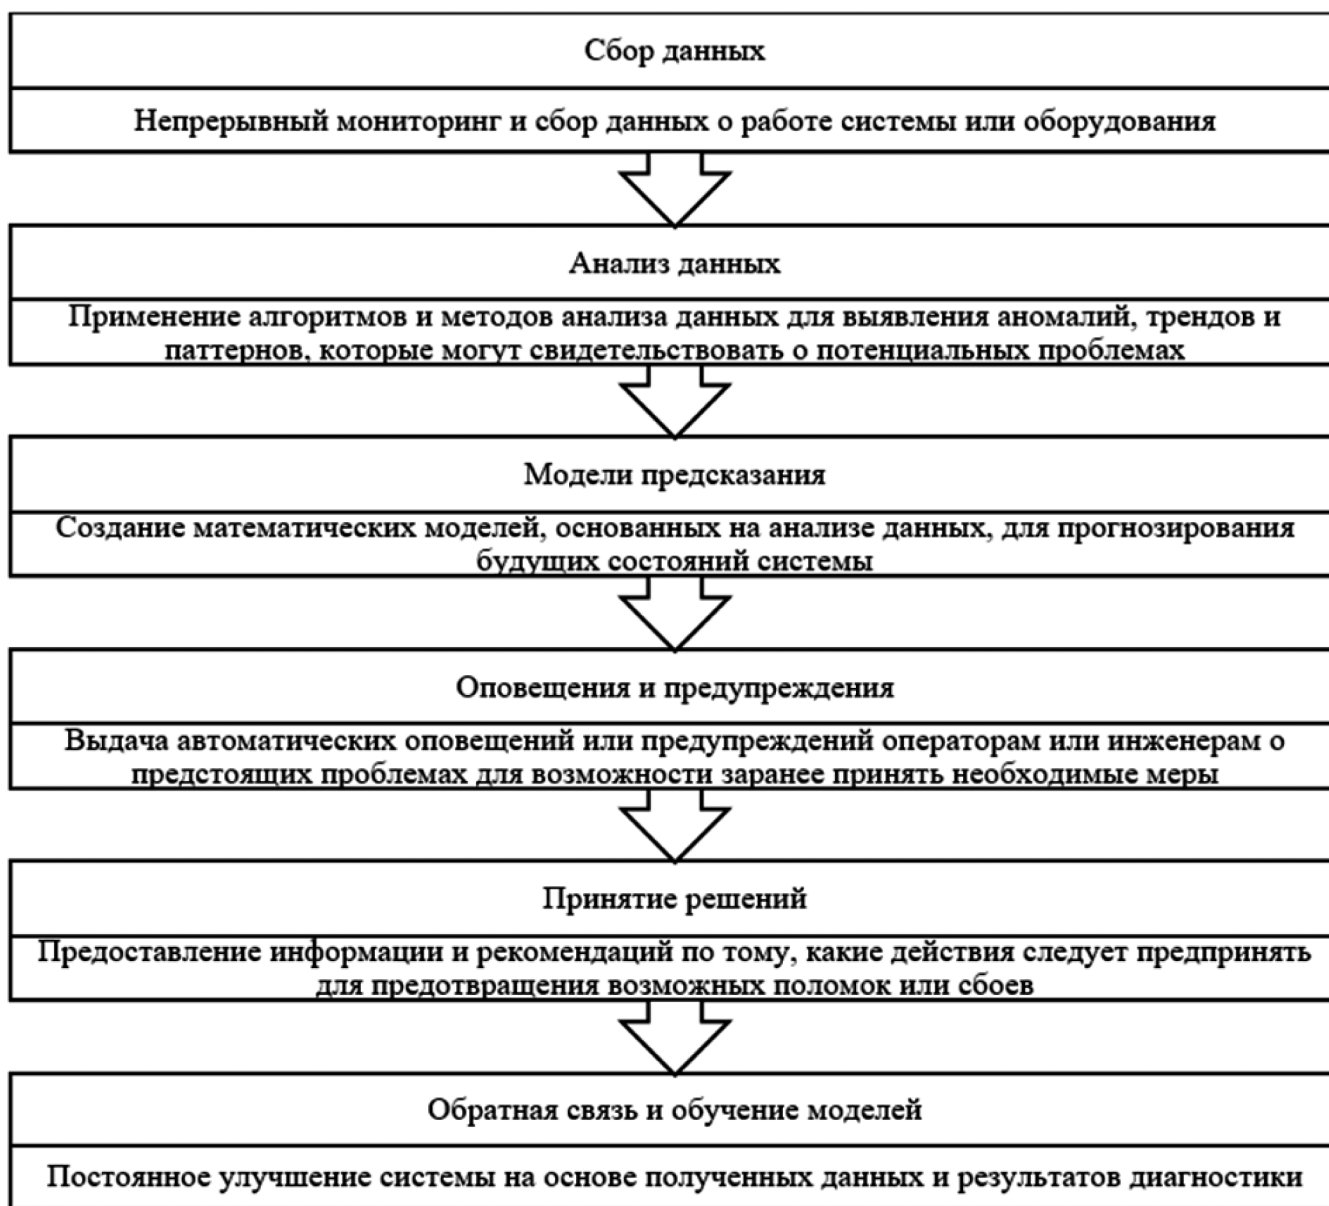 Сбор данных
Непрерывный мониторинг и сбор данных о работе системы или оборудования
Анализ данных
Применение алгоритмов и методов анализа данных для выявления аномалий, трендов и
паттернов, которые могут свидетельствовать о потенциальных проблемах
Модели предсказания
Создание математических моделей, основанных на анализе данных, для прогнозирования
будущих состояний системы
Оповещения и предупреждения
Выдача автоматических оповещений или предупреждений операторам или инженерам о
предстоящих проблемах для возможности заранее принять необходимые меры
Принятие решений
Предоставление информации и рекомендаций по тому, какие действия следует предпринять
для предотвращения возможных поломок или сбоев
Обратная связь и обучение моделей
Постоянное улучшение системы на основе полученных данных и результатов диагностики